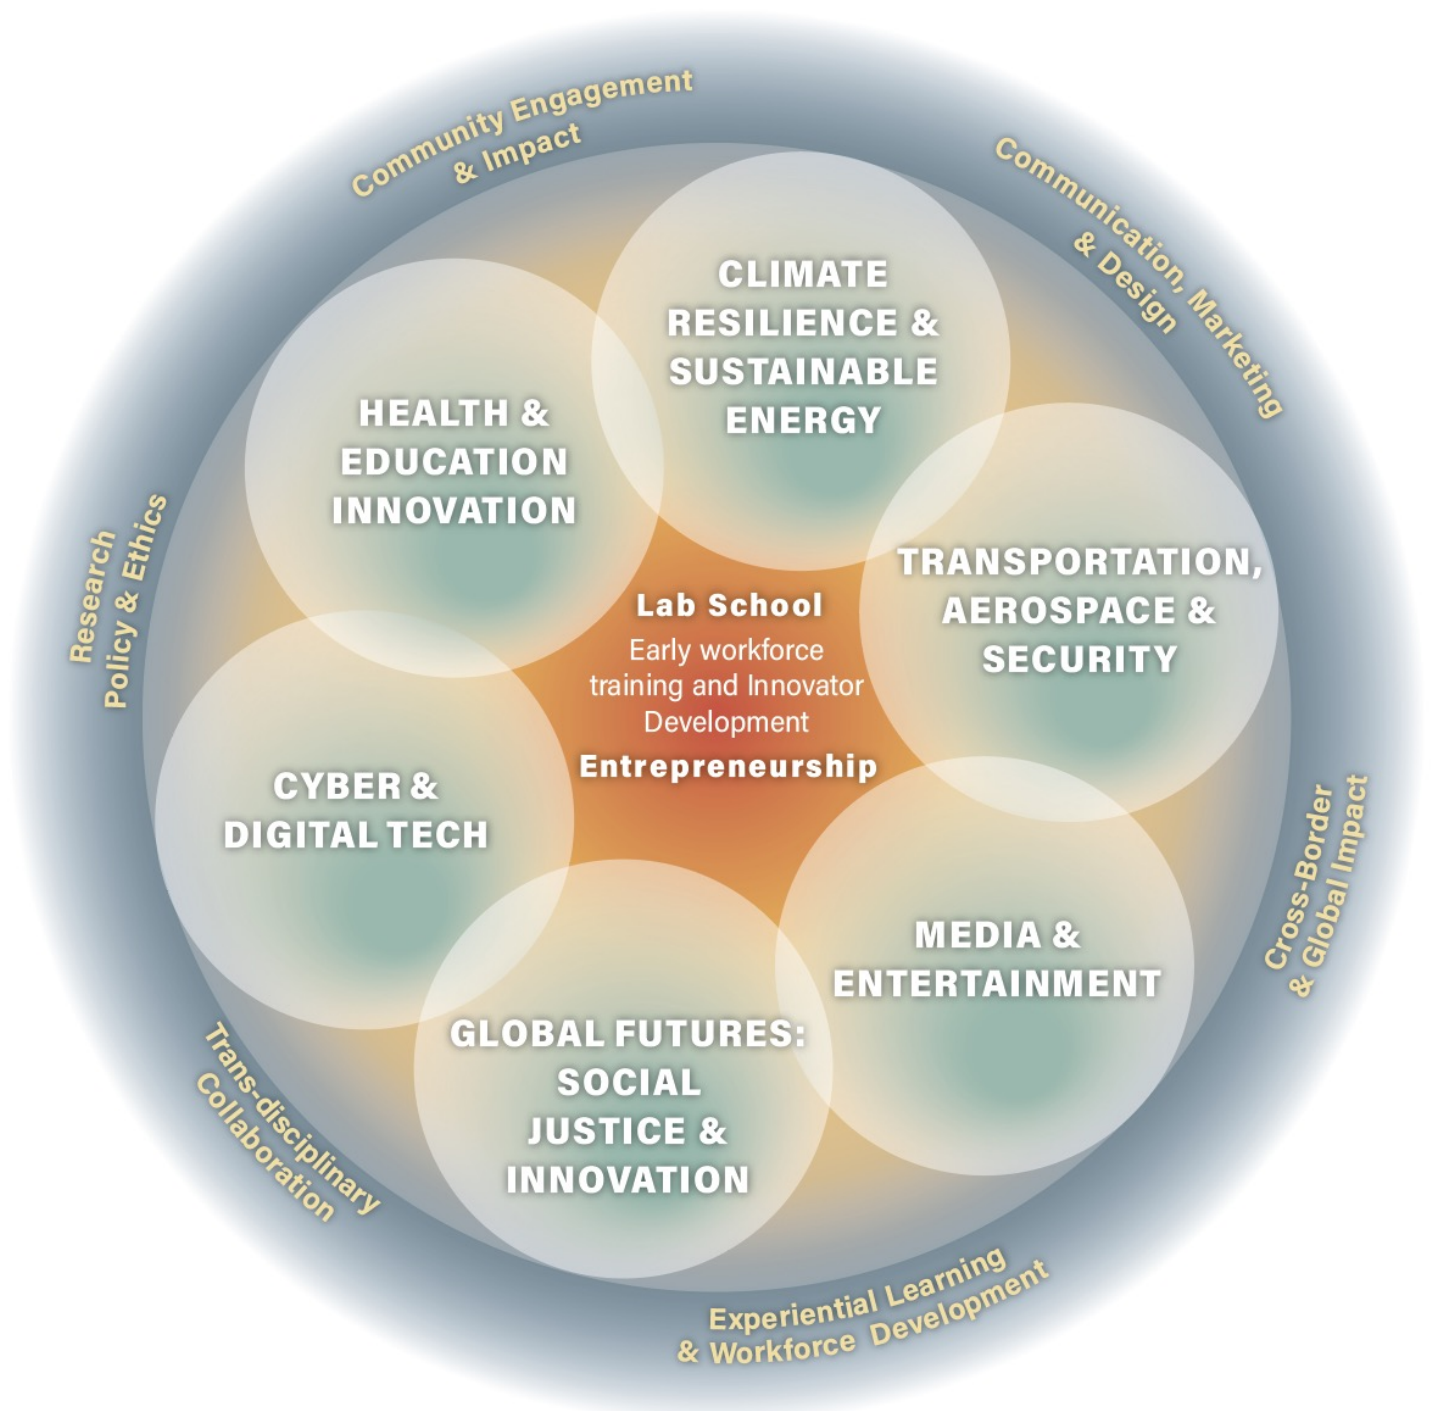 Community Engagement
& Impact
Communication, Marketing
& Design
CLIMATE
RESILIENCE &
SUSTAINABLE
ENERGY
HEALTH &
EDUCATION
INNOVATION
TRANSPORTATION,
AEROSPACE &
SECURITY
Lab School
Early workforce
training and Innovator
Development
Entrepreneurship
Research
Policy & Ethics
CYBER &
DIGITAL TECH
MEDIA &
ENTERTAINMENT
Cross-Border
& Global Impact
GLOBAL FUTURES:
SOCIAL
JUSTICE &
INNOVATION
Trans-disciplinary
Collaboration
Experiential Learning
& Workforce Development